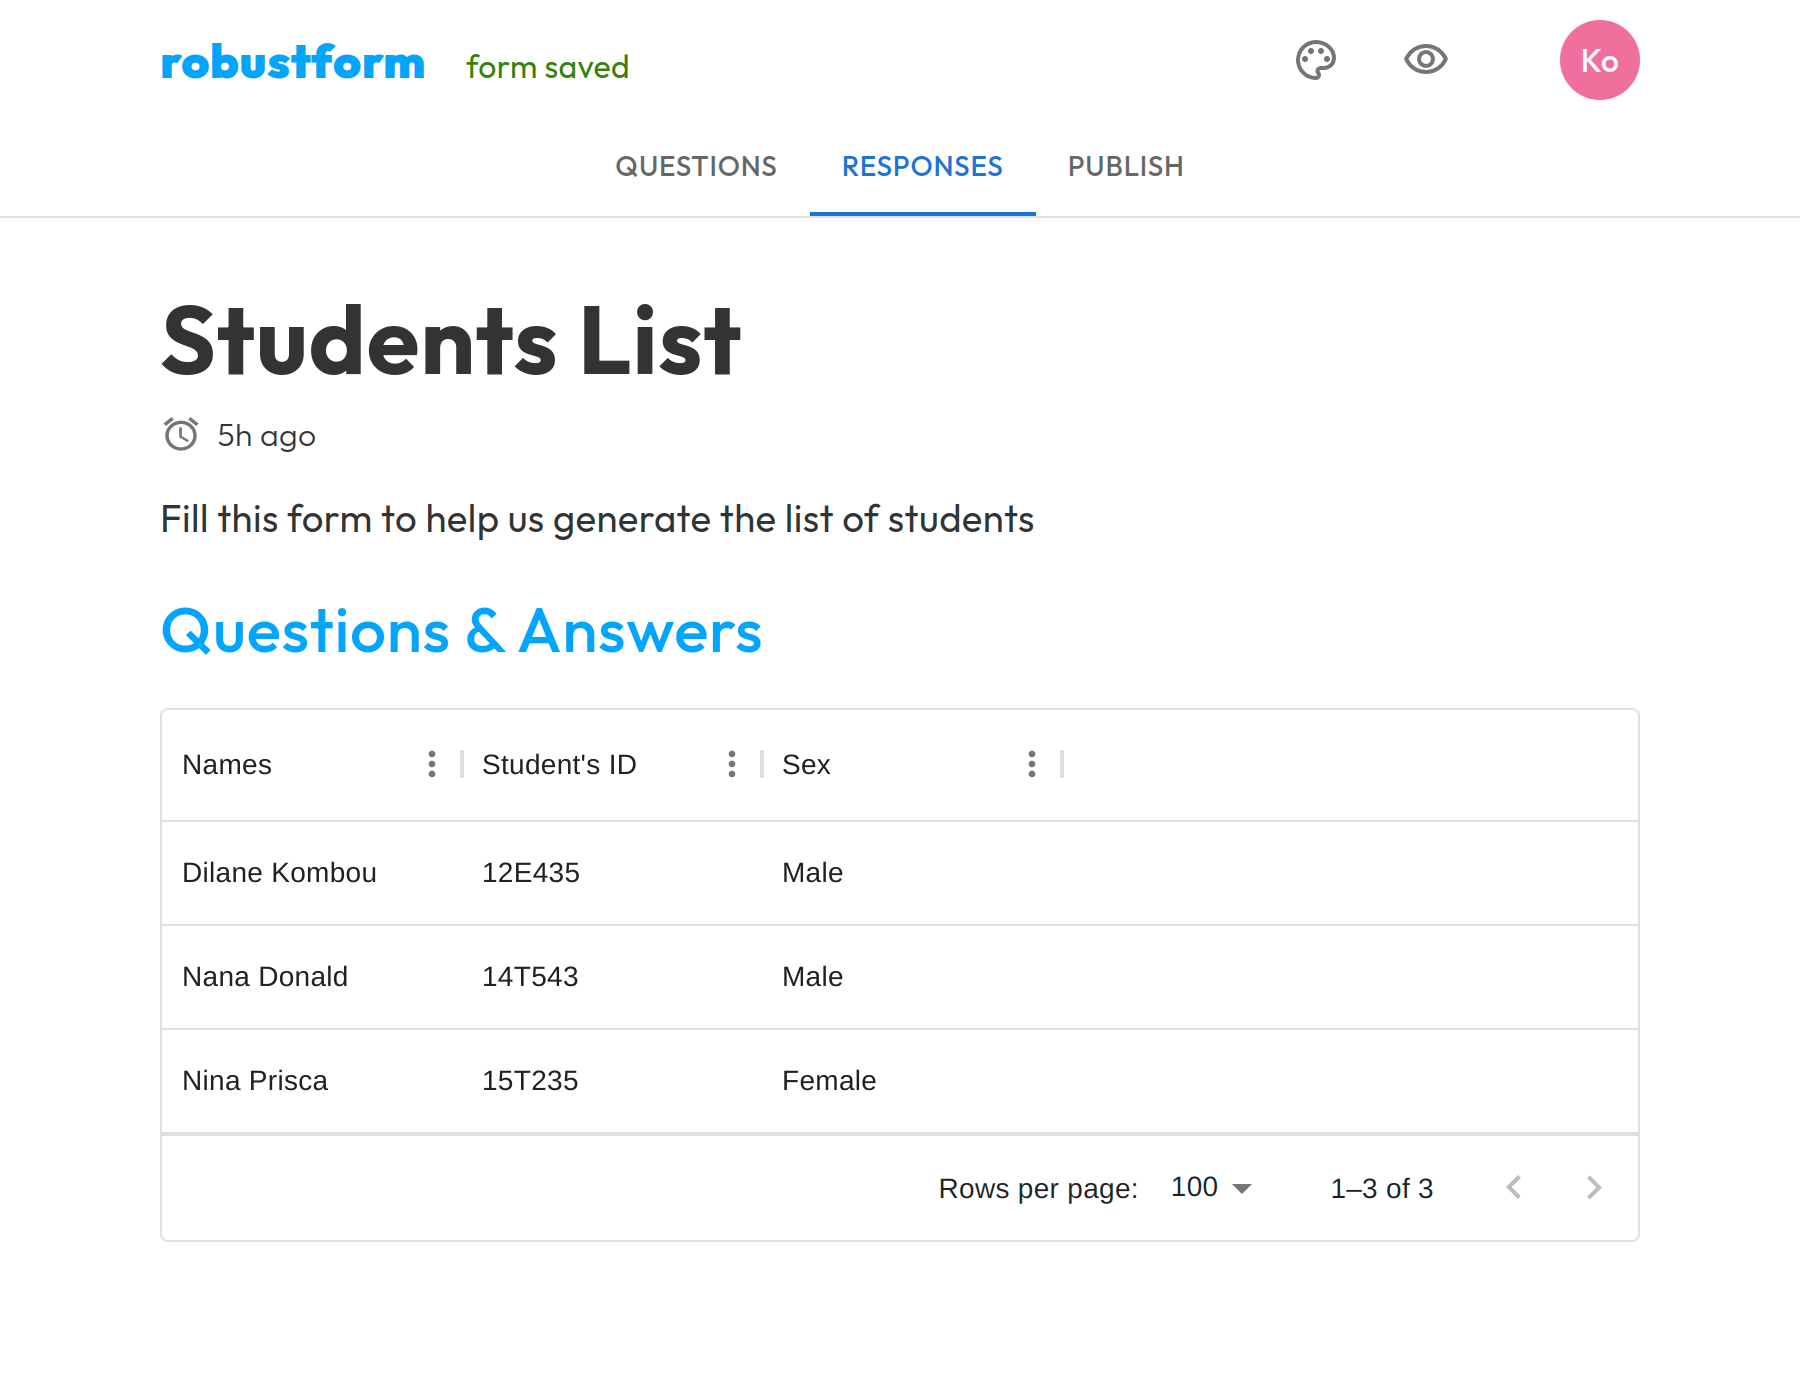 robustform form saved Ko
QUESTIONS RESPONSES PUBLISH
Students List
5h ago
Fill this form to help us generate the list of students
Questions & Answers
Names Student's ID Sex
Dilane Kombou 12E435 Male
Nana Donald 14T543 Male
Nina Prisca 15T235 Female
Rows per page: 100 1–3 of 3